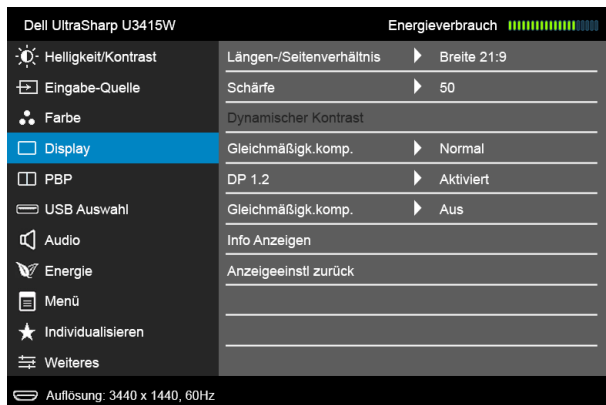 Dell UltraSharp U3415W Energieverbrauch
Helligkeit/Kontrast Längen-/Seitenverhältnis Breite 21:9
Eingabe-Quelle Schärfe 50
Farbe Dynamischer Kontrast
Display Gleichmäßigk.komp. Normal
PBP DP 1.2 Aktiviert
USB Auswahl Gleichmäßigk.komp. Aus
Audio Info Anzeigen
Energie Anzeigeeinstl zurück
Menü
Individualisieren
Weiteres
Auflösung: 3440 x 1440, 60Hz